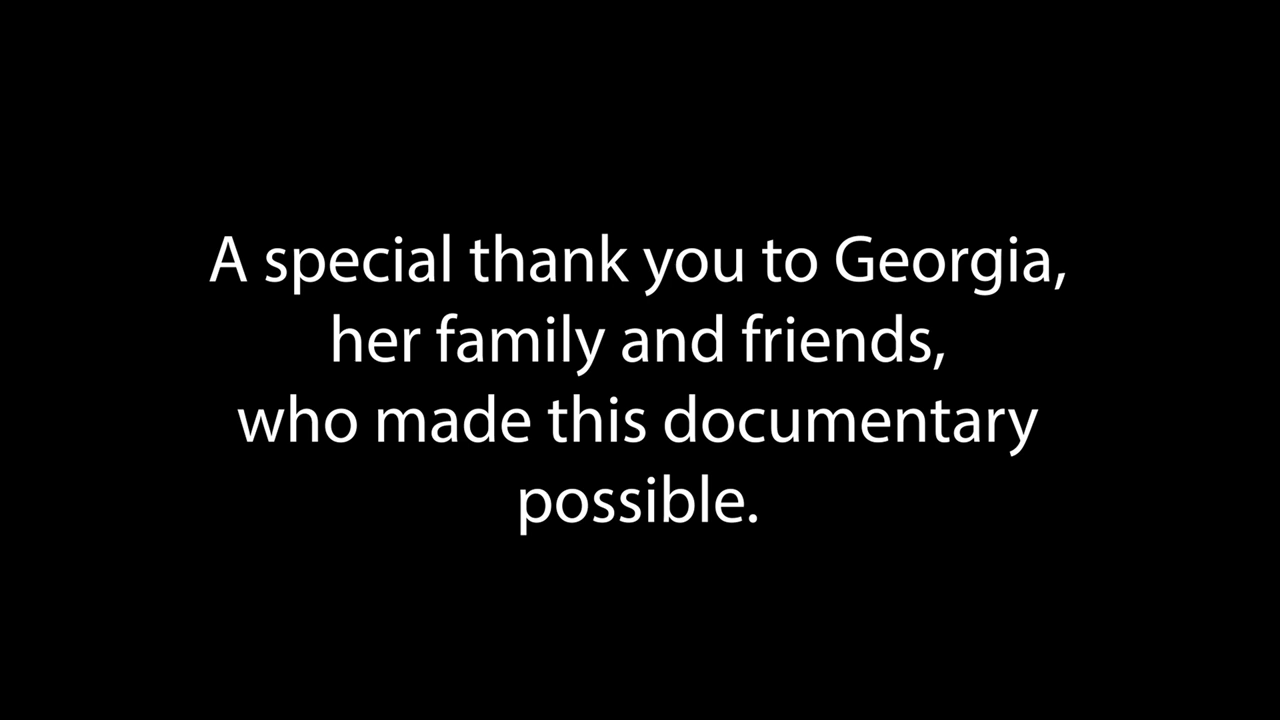 A special thank you to Georgia,
her family and friends,
who made this documentary
possible.